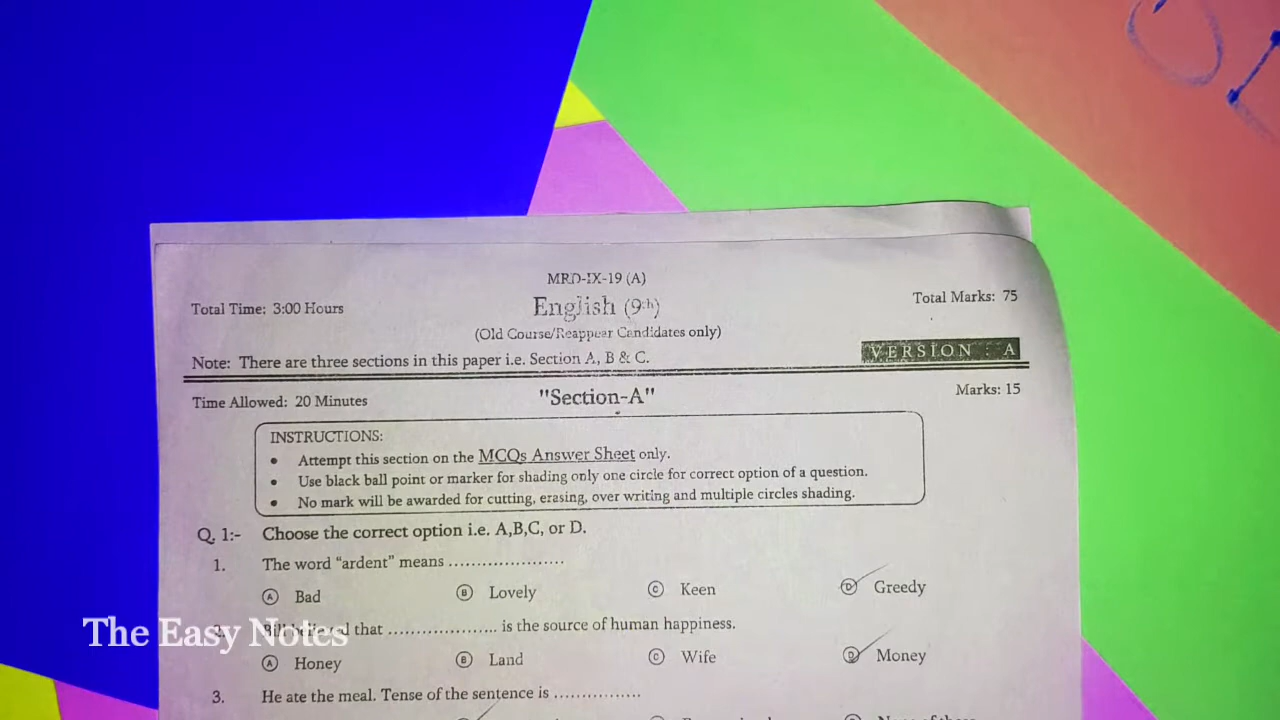 MRD-IX-19 (A)
Total Time: 3:00 Hours
English (9th)
Total Marks: 75
(Old Course/Reappear Candidates only)
Note: There are three sections in this paper i.e. Section A, B & C.
VERSION : A
Time Allowed: 20 Minutes
"Section-A"
Marks: 15
INSTRUCTIONS:
• Attempt this section on the MCQs Answer Sheet only.
• Use black ball point or marker for shading only one circle for correct option of a question.
• No mark will be awarded for cutting, erasing, over writing and multiple circles shading.
Q. 1:- Choose the correct option i.e. A,B,C, or D.
1. The word “ardent” means .....................
Ⓐ Bad Ⓑ Lovely Ⓒ Keen Ⓓ Greedy
2. Bill believed that .................... is the source of human happiness.
The Easy Notes
Ⓐ Honey Ⓑ Land Ⓒ Wife Ⓓ Money
3. He ate the meal. Tense of the sentence is ................